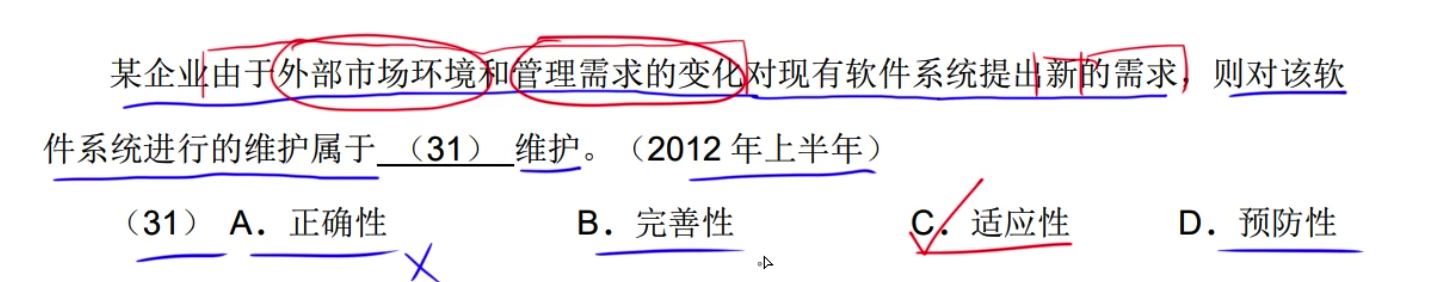 某企业由于外部市场环境和管理需求的变化对现有软件系统提出新的需求，则对该软
件系统进行的维护属于 （31） 维护。（2012 年上半年）
（31） A．正确性 B．完善性 C．适应性 D．预防性